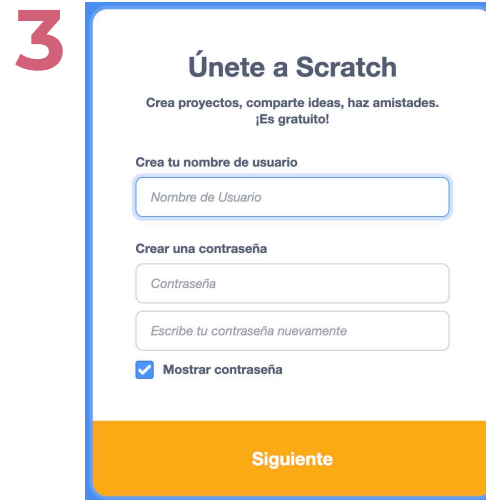 3
Únete a Scratch
Crea proyectos, comparte ideas, haz amistades.
¡Es gratuito!
Crea tu nombre de usuario
Nombre de Usuario
Crear una contraseña
Contraseña
Escribe tu contraseña nuevamente
Mostrar contraseña
Siguiente